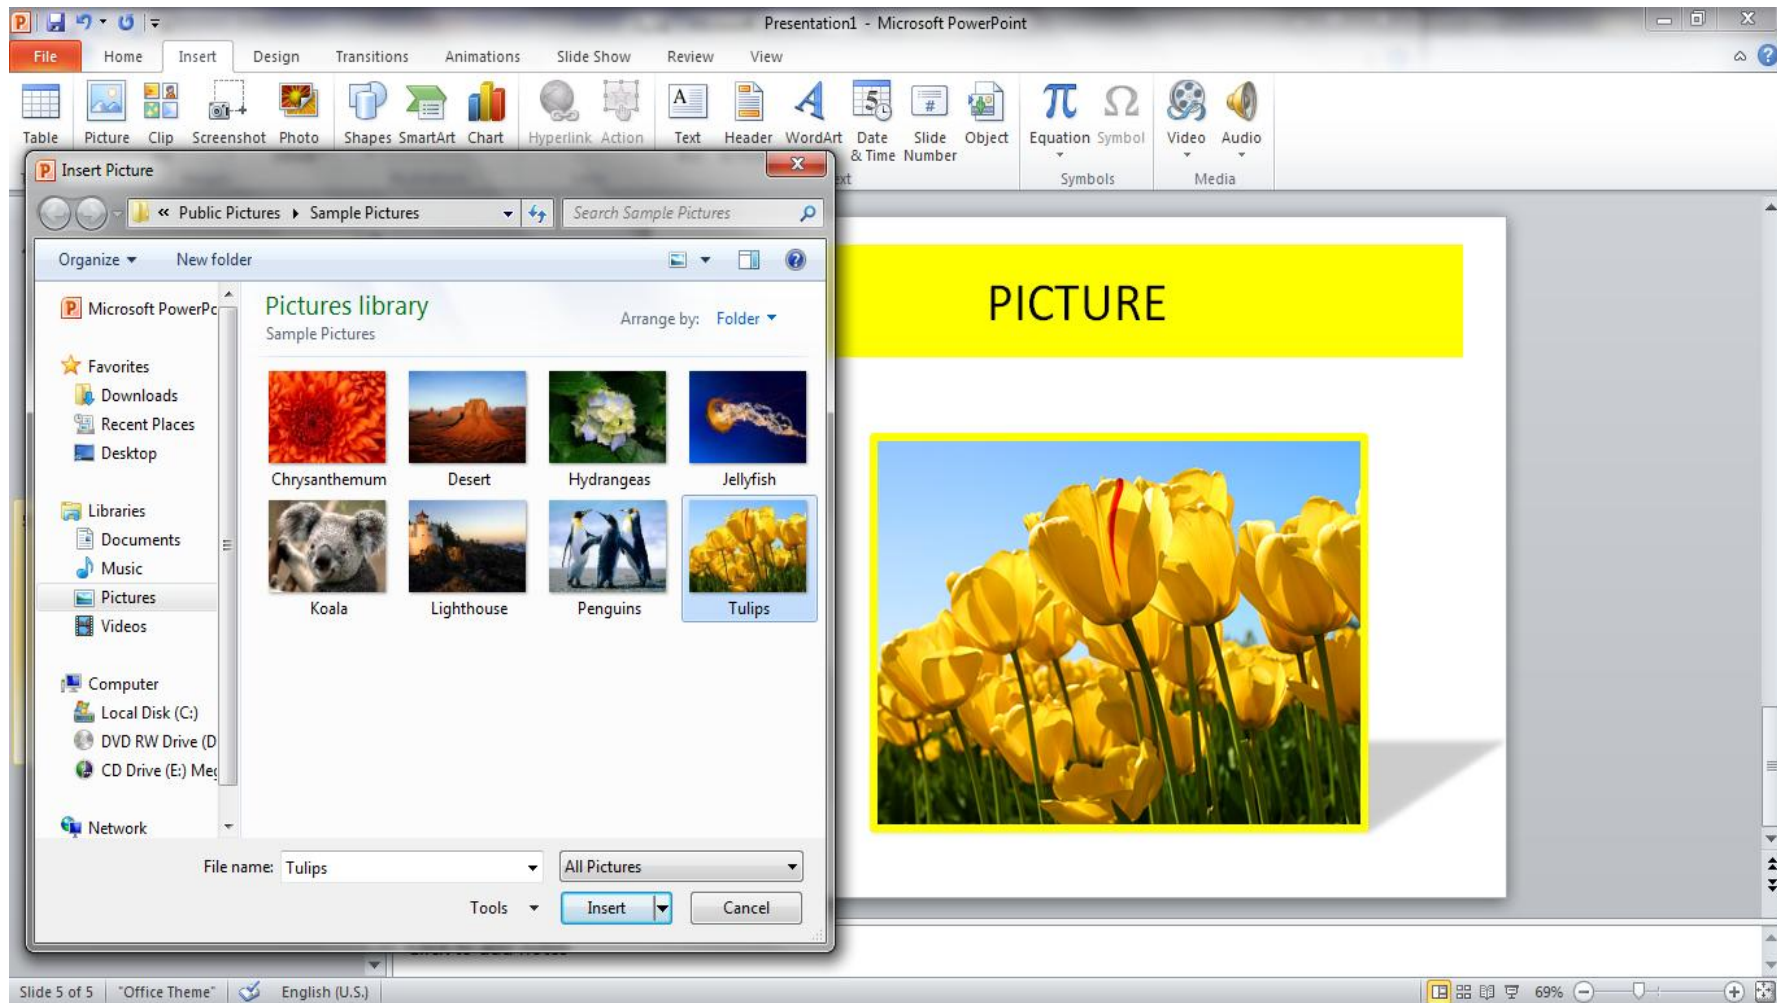 Presentation1 - Microsoft PowerPoint
File Home Insert Design Transitions Animations Slide Show Review View
Table Picture Clip Screenshot Photo Shapes SmartArt Chart Hyperlink Action Text Header WordArt Date Slide Object Equation Symbol Video Audio
& Time Number
Symbols Media
Insert Picture
« Public Pictures Sample Pictures Search Sample Pictures
Organize New folder
Microsoft PowerPc
Favorites
Downloads
Recent Places
Desktop
Libraries
Documents
Music
Pictures
Videos
Computer
Local Disk (C:)
DVD RW Drive (D
CD Drive (E:) Meg
Network
Pictures library
Sample Pictures
Arrange by: Folder
Chrysanthemum Desert Hydrangeas Jellyfish
Koala Lighthouse Penguins Tulips
File name: Tulips All Pictures
Tools Insert Cancel
PICTURE
Slide 5 of 5 "Office Theme" English (U.S.) 69%